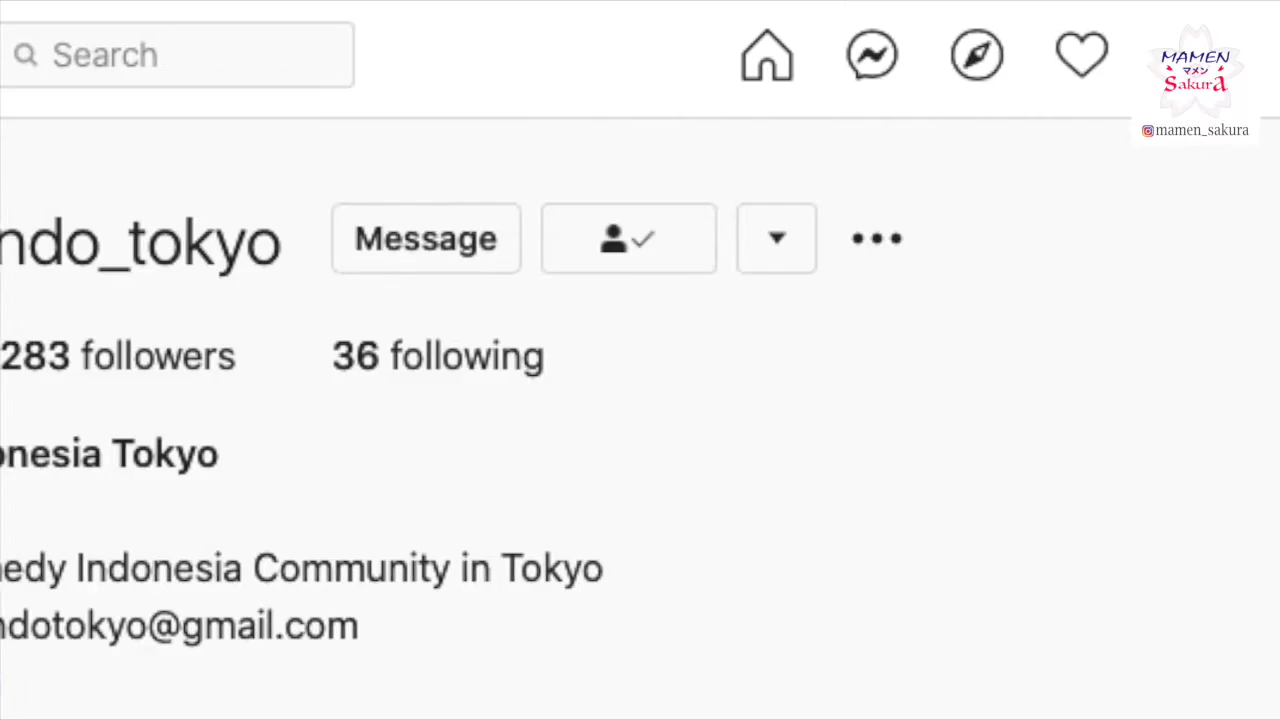 Search
MAMEN
マメン
SakurA
mamen_sakura
ndo_tokyo
Message
283 followers
36 following
onesia Tokyo
edy Indonesia Community in Tokyo
ndotokyo@gmail.com